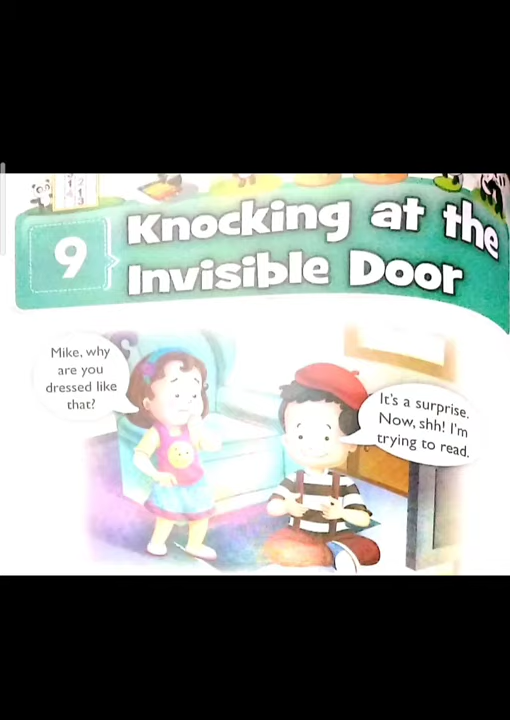 9
Knocking at the
Invisible Door
Mike, why
are you
dressed like
that?
It's a surprise.
Now, shh! I'm
trying to read.